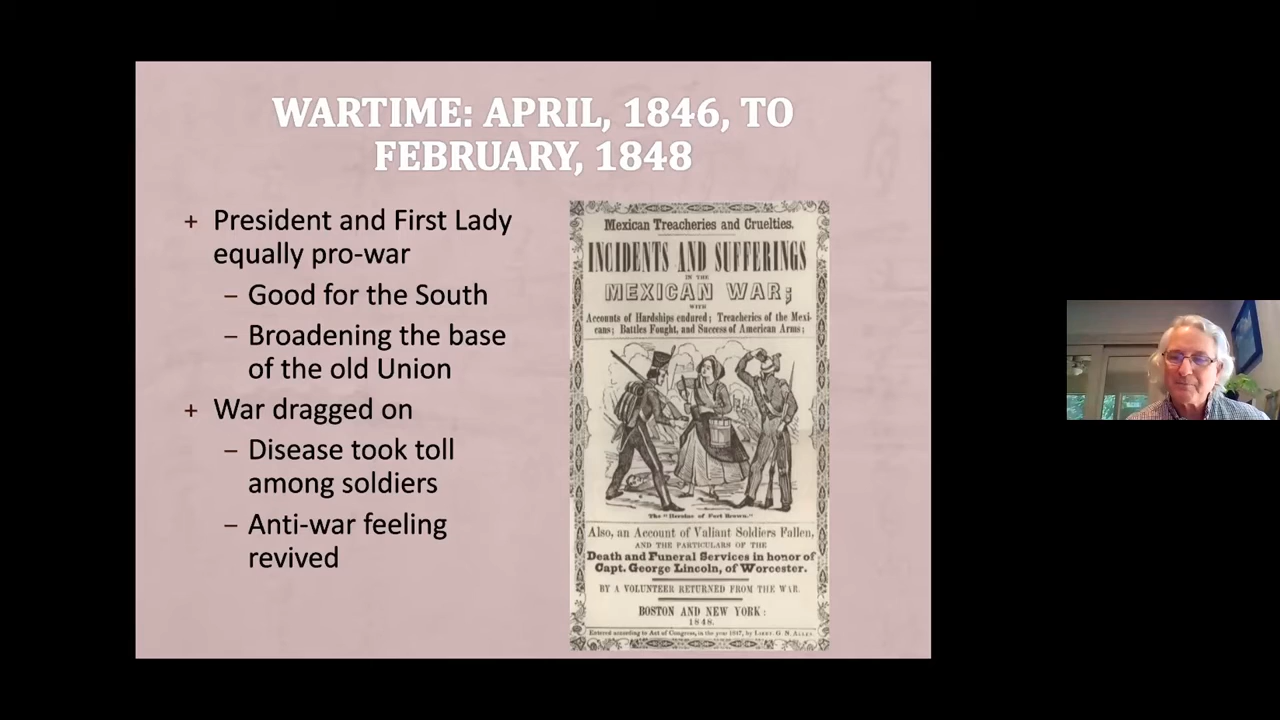 WARTIME: APRIL, 1846, TO
FEBRUARY, 1848
+ President and First Lady
equally pro-war
– Good for the South
– Broadening the base
of the old Union
+ War dragged on
– Disease took toll
among soldiers
– Anti-war feeling
revived
Mexican Treacheries and Cruelties.
INCIDENTS AND SUFFERINGS
IN THE
MEXICAN WAR;
WITH
Accounts of Hardships endured; Treacheries of the Mexi-
cans; Battles Fought, and Success of American Arms;
The "Heroine of Fort Brown."
Also, an Account of Valiant Soldiers Fallen,
AND THE PARTICULARS OF THE
Death and Funeral Services in honor of
Capt. George Lincoln, of Worcester.
BY A VOLUNTEER RETURNED FROM THE WAR.
BOSTON AND NEW YORK:
1848.
Entered according to Act of Congress, in the year 1847, by LIEUT. G. N. ALLEN.